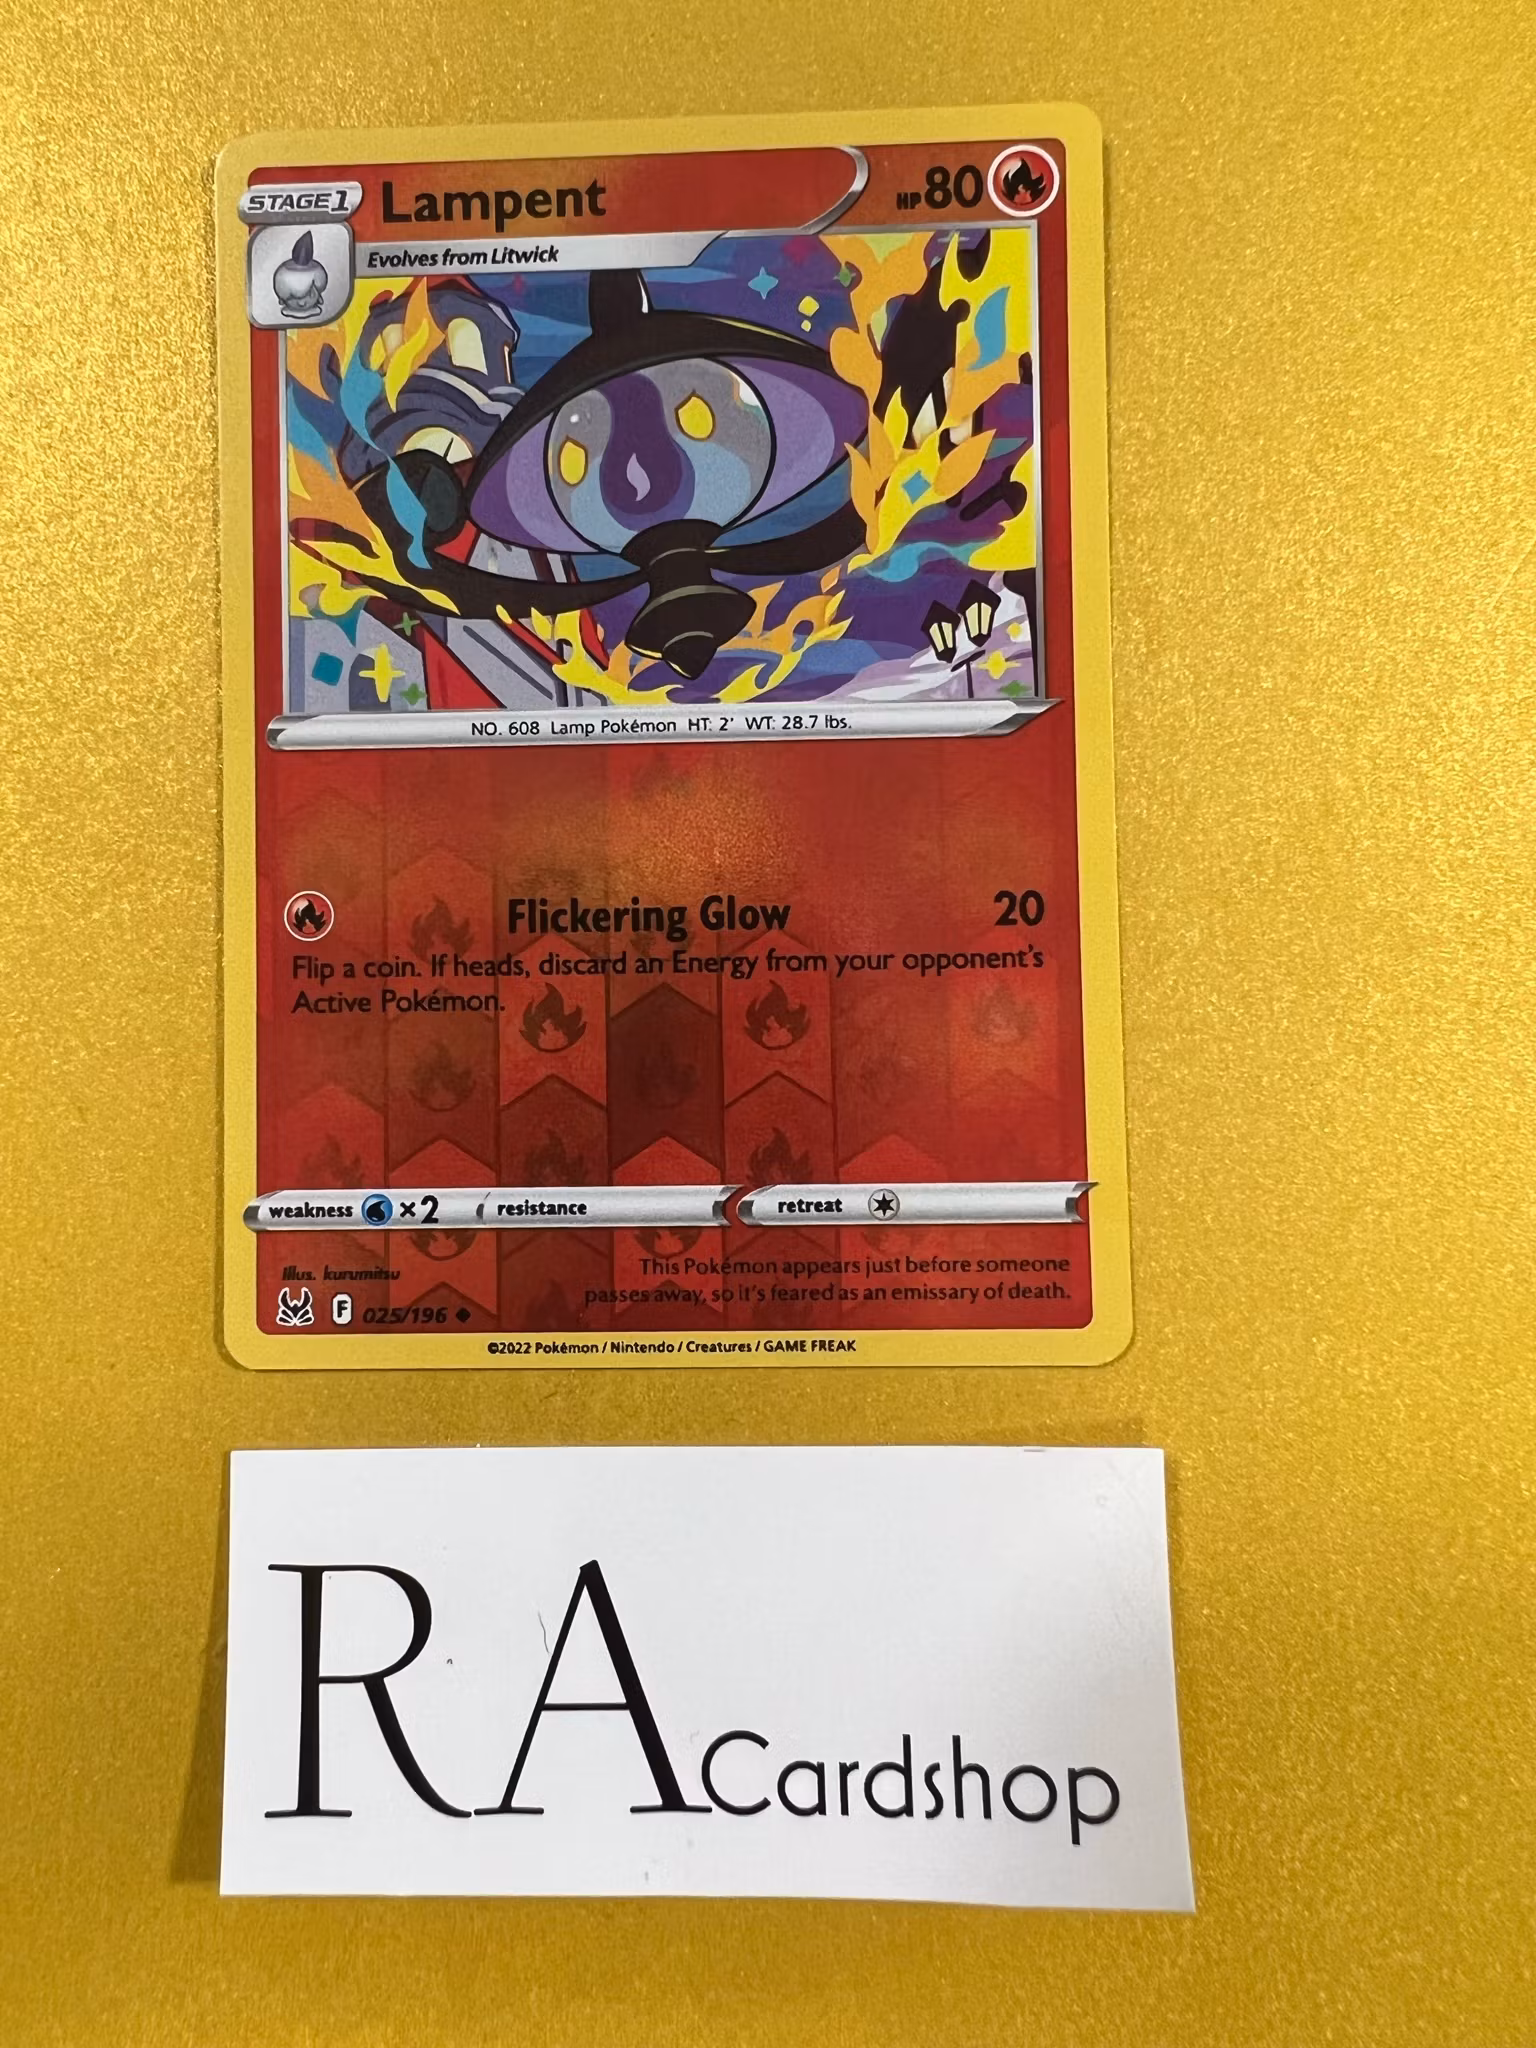 STAGE1
Lampent
HP80
Evolves from Litwick
NO. 608 Lamp Pokémon HT: 2' WT: 28.7 lbs.
Flickering Glow 20
Flip a coin. If heads, discard an Energy from your opponent's
Active Pokémon.
weakness ×2 resistance retreat
Illus. kurumitsu
This Pokémon appears just before someone
passes away, so it's feared as an emissary of death.
F 025/196
©2022 Pokémon / Nintendo / Creatures / GAME FREAK
RA Cardshop